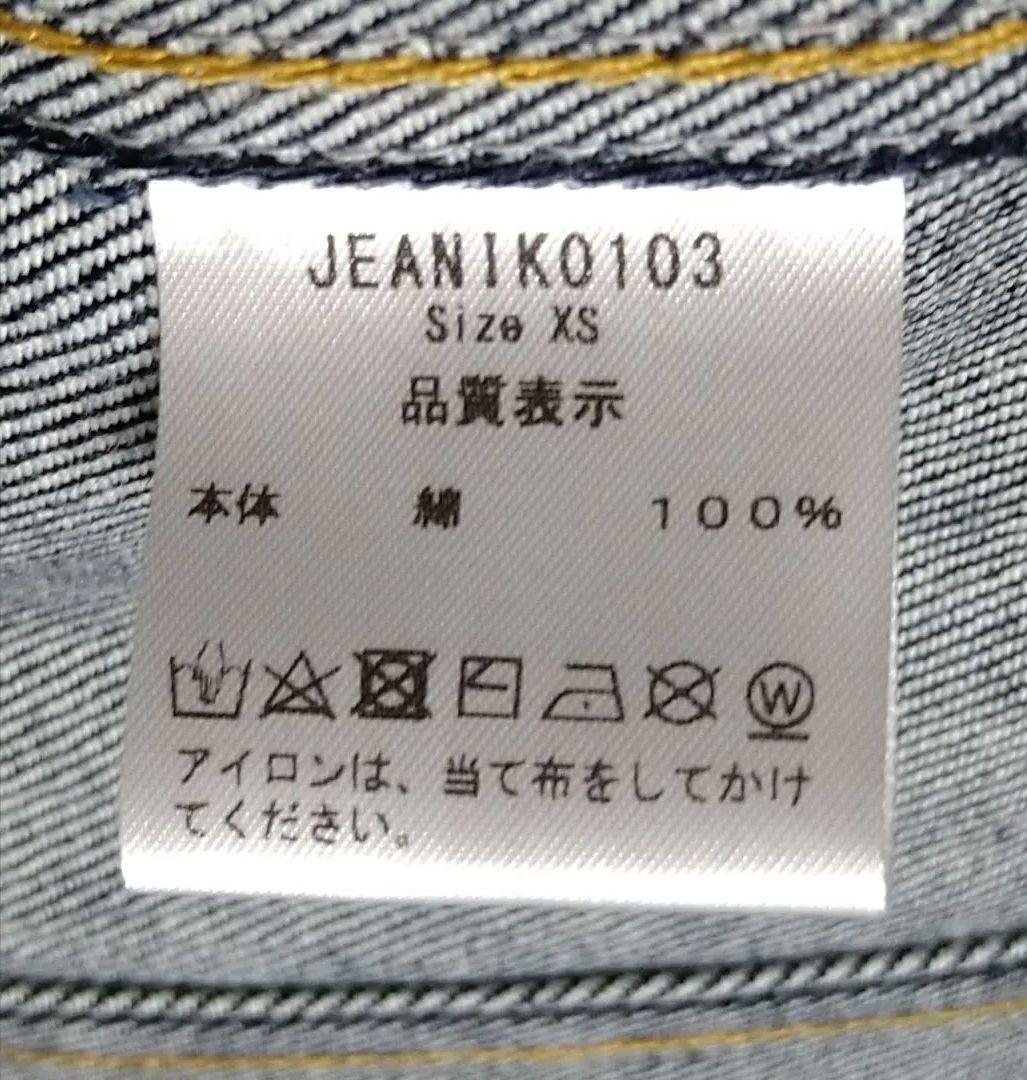 JEANIK0103
Size XS
品質表示
本体 綿 100%
W
アイロンは、当て布をしてかけ
てください。